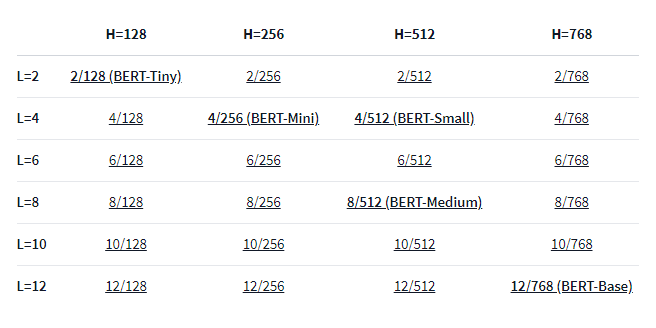 H=128 H=256 H=512 H=768
L=2 2/128 (BERT-Tiny) 2/256 2/512 2/768
L=4 4/128 4/256 (BERT-Mini) 4/512 (BERT-Small) 4/768
L=6 6/128 6/256 6/512 6/768
L=8 8/128 8/256 8/512 (BERT-Medium) 8/768
L=10 10/128 10/256 10/512 10/768
L=12 12/128 12/256 12/512 12/768 (BERT-Base)